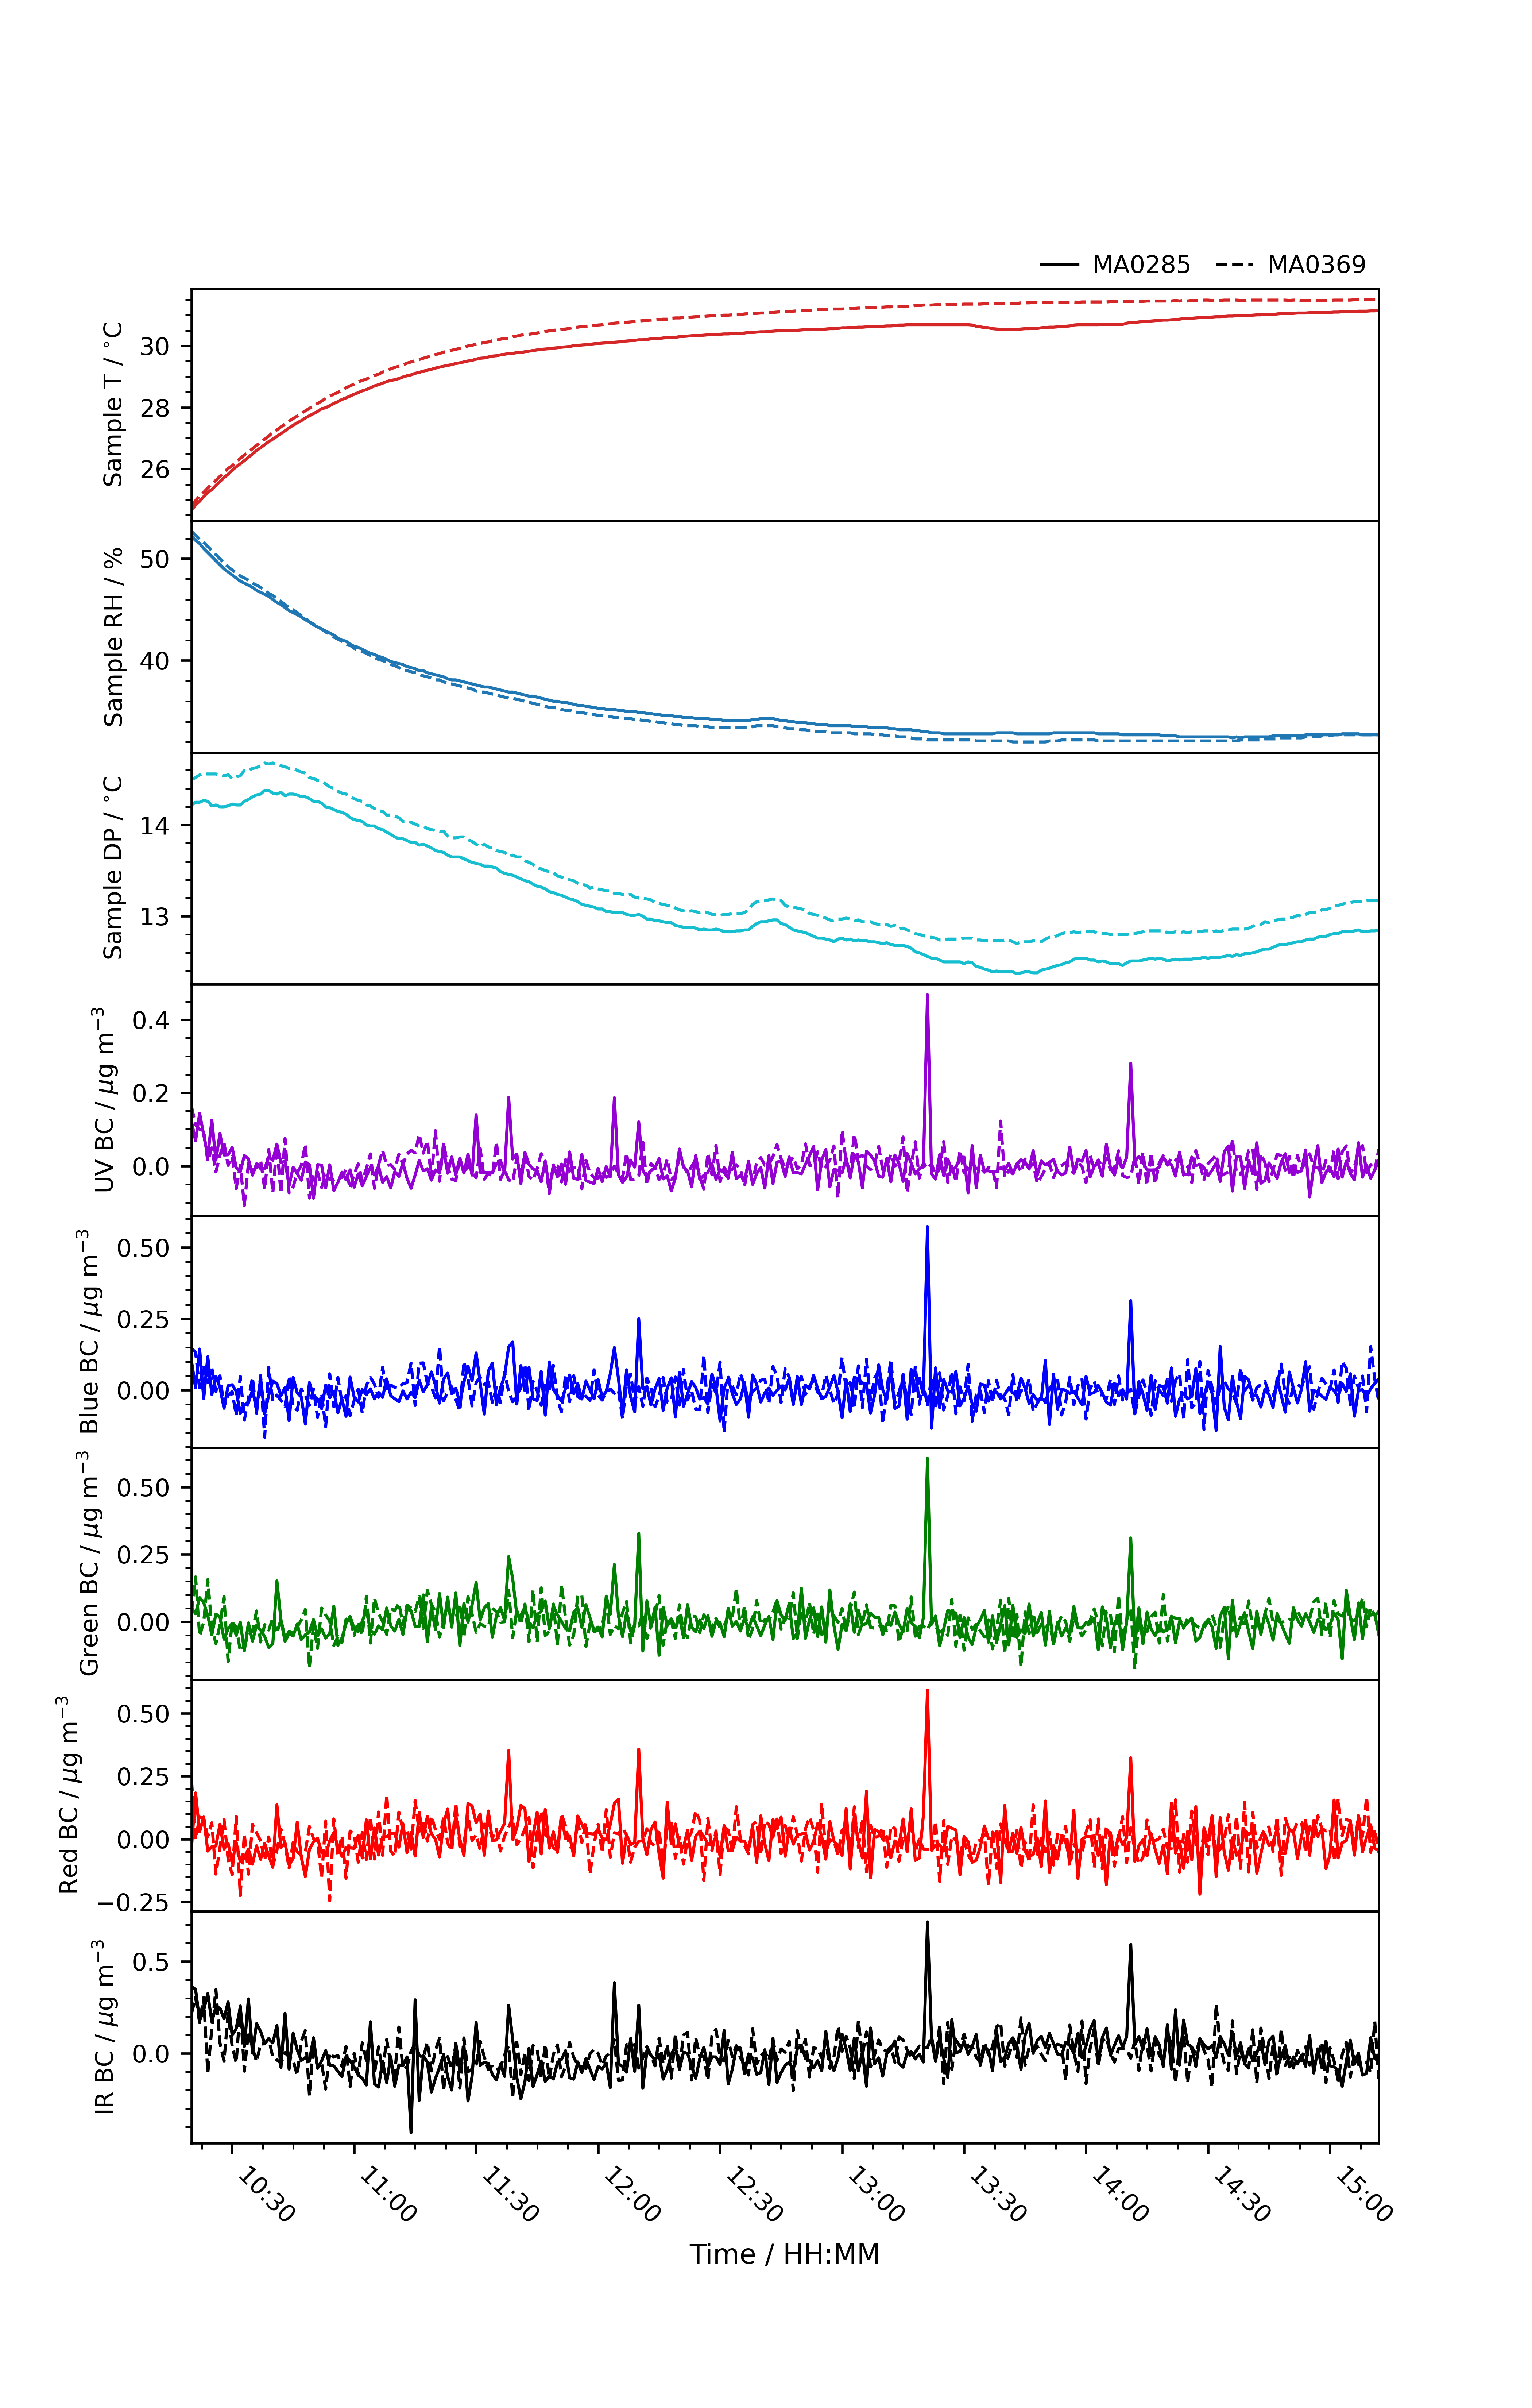 MA0285 MA0369
Sample T / °C
30
28
26
Sample RH / %
50
40
Sample DP / °C
14
13
UV BC / μg m⁻³
0.4
0.2
0.0
Blue BC / μg m⁻³
0.50
0.25
0.00
Green BC / μg m⁻³
0.50
0.25
0.00
Red BC / μg m⁻³
0.50
0.25
0.00
−0.25
IR BC / μg m⁻³
0.5
0.0
10:30 11:00 11:30 12:00 12:30 13:00 13:30 14:00 14:30 15:00
Time / HH:MM